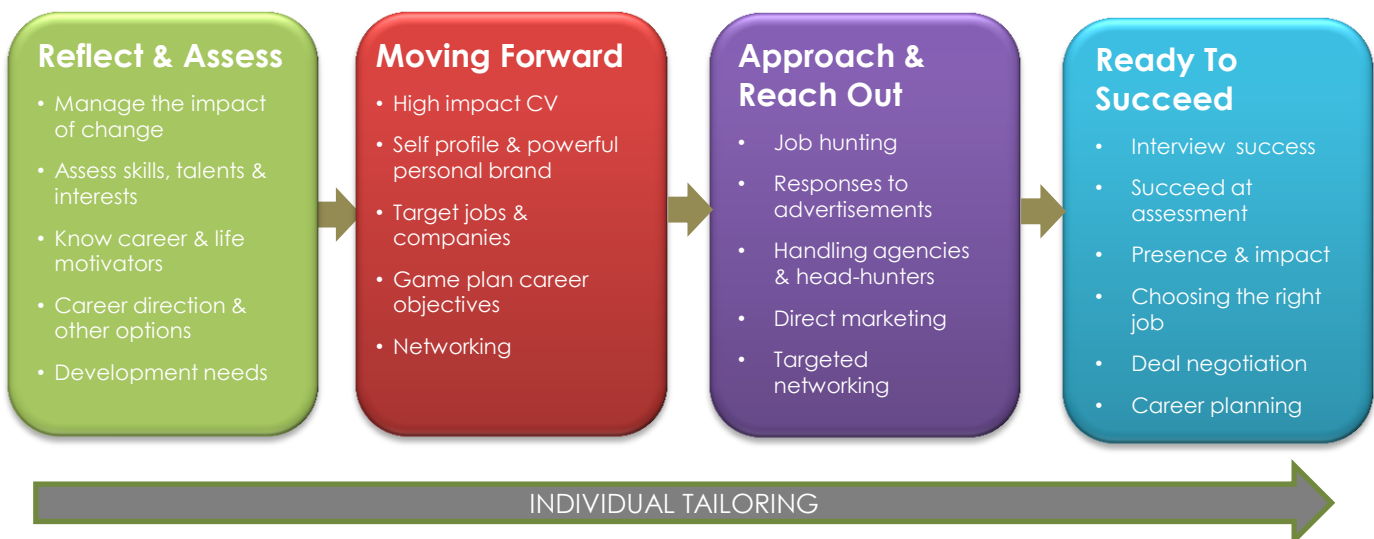 Reflect & Assess
• Manage the impact
of change
• Assess skills, talents &
interests
• Know career & life
motivators
• Career direction &
other options
• Development needs
Moving Forward
• High impact CV
• Self profile & powerful
personal brand
• Target jobs &
companies
• Game plan career
objectives
• Networking
Approach &
Reach Out
• Job hunting
• Responses to
advertisements
• Handling agencies
& head-hunters
• Direct marketing
• Targeted
networking
Ready To
Succeed
• Interview success
• Succeed at
assessment
• Presence & impact
• Choosing the right
job
• Deal negotiation
• Career planning
INDIVIDUAL TAILORING